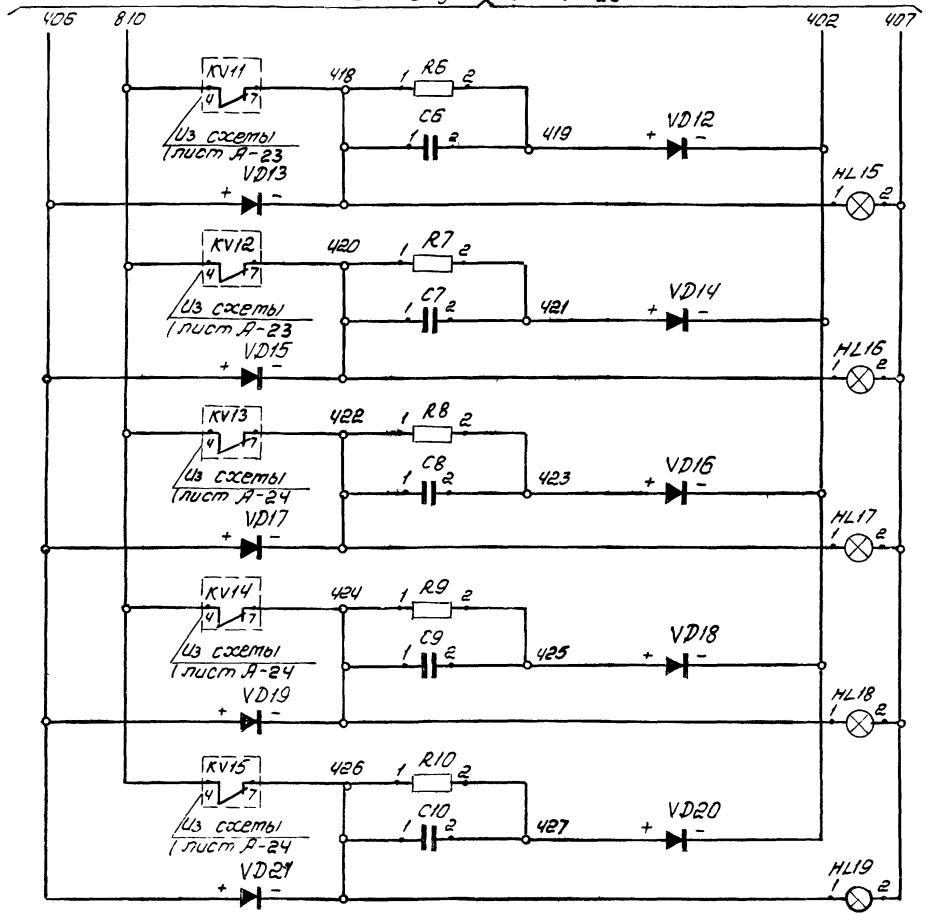 406 810 402 407
KV11 418 1 R6 2
4 7 C6 VD12
1 2 419 + -
Из схемы
лист А-23
VD13 HL15
+ - 1 2
KV12 420 1 R7 2
4 7 C7 VD14
1 2 421 + -
Из схемы
лист А-23
VD15 HL16
+ - 1 2
KV13 422 1 R8 2
4 7 C8 VD16
1 2 423 + -
Из схемы
лист А-24
VD17 HL17
+ - 1 2
KV14 424 1 R9 2
4 7 C9 VD18
1 2 425 + -
Из схемы
лист А-24
VD19 HL18
+ - 1 2
KV15 426 1 R10 2
4 7 C10 VD20
1 2 427 + -
Из схемы
лист А-24
VD21 HL19
+ - 1 2